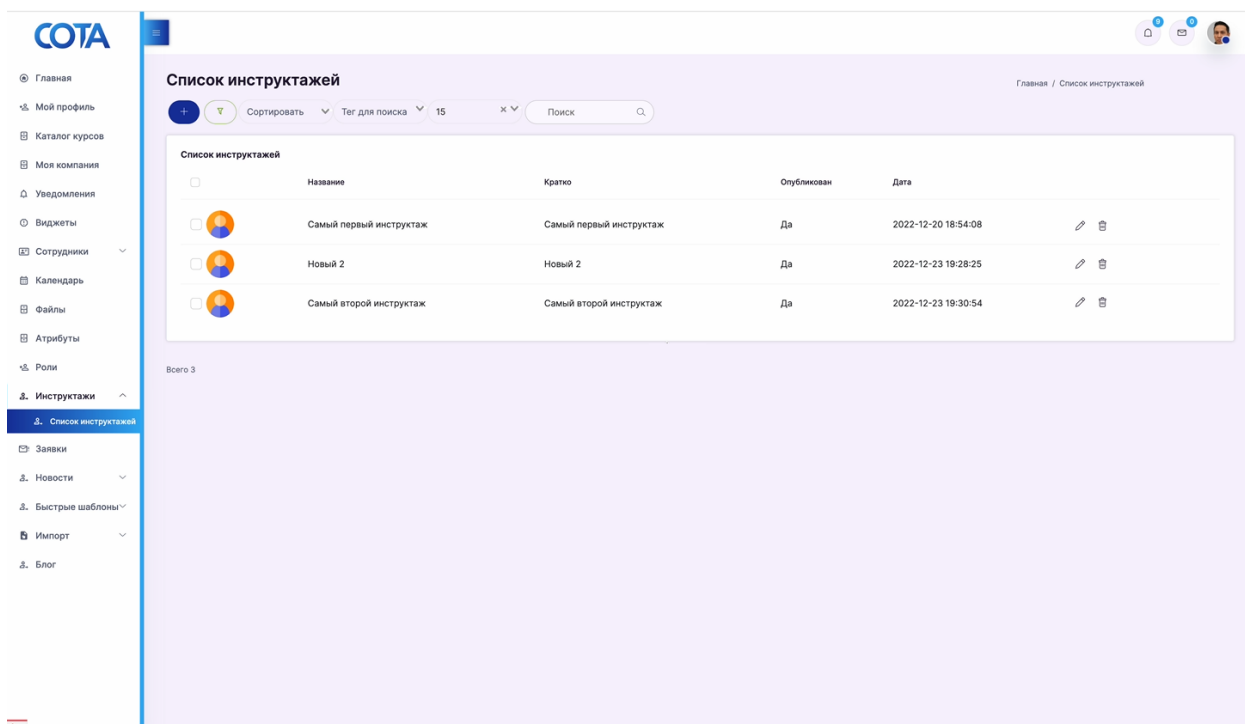 СОТА
9
0
Главная
Мой профиль
Каталог курсов
Моя компания
Уведомления
Виджеты
Сотрудники
Календарь
Файлы
Атрибуты
Роли
Инструктажи
Список инструктажей
Заявки
Новости
Быстрые шаблоны
Импорт
Блог
Список инструктажей
Главная / Список инструктажей
+ Сортировать Тег для поиска 15 × Поиск
Список инструктажей
Название Кратко Опубликован Дата
Самый первый инструктаж Самый первый инструктаж Да 2022-12-20 18:54:08
Новый 2 Новый 2 Да 2022-12-23 19:28:25
Самый второй инструктаж Самый второй инструктаж Да 2022-12-23 19:30:54
Всего 3